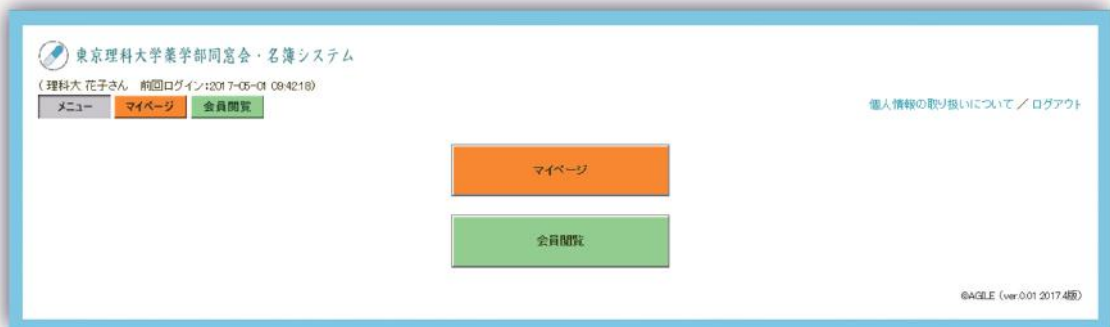 東京理科大学薬学部同窓会・名簿システム
(理科大 花子さん 前回ログイン:2017-05-01 09:42:18)
メニュー マイページ 会員閲覧
個人情報の取り扱いについて / ログアウト
マイページ
会員閲覧
©AGILE (ver:0.01 2017.4版)